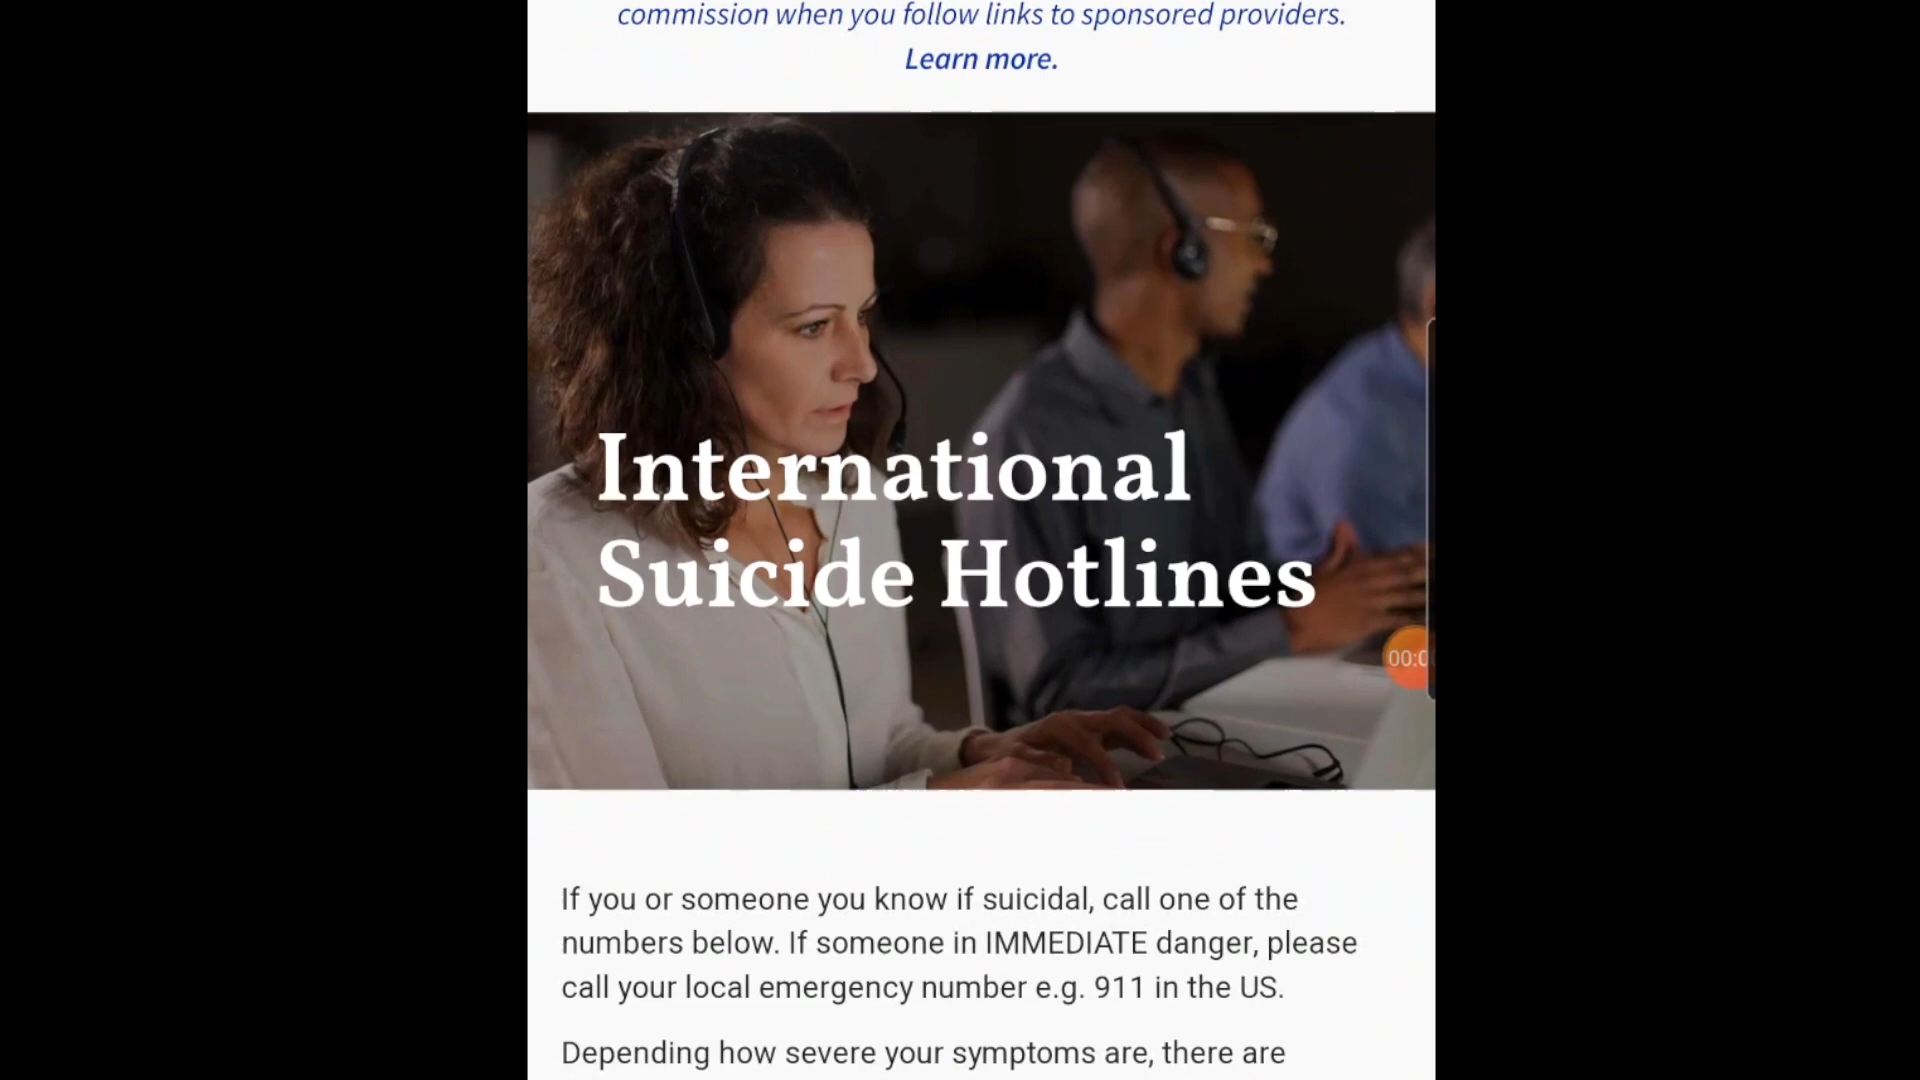 commission when you follow links to sponsored providers.
Learn more.
International
Suicide Hotlines
00:0
If you or someone you know if suicidal, call one of the
numbers below. If someone in IMMEDIATE danger, please
call your local emergency number e.g. 911 in the US.
Depending how severe your symptoms are, there are